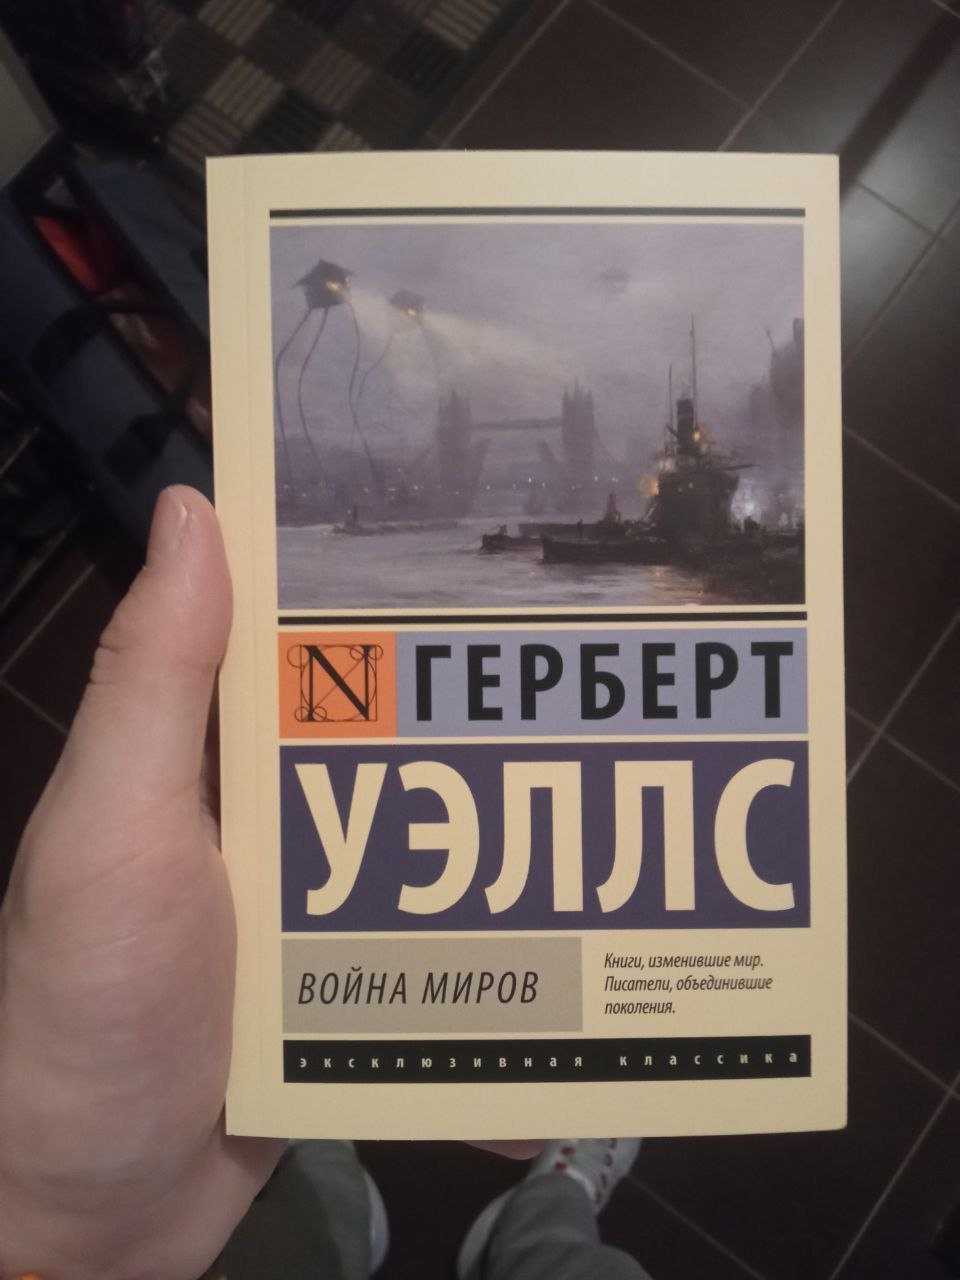 N ГЕРБЕРТ
УЭЛЛС
ВОЙНА МИРОВ
Книги, изменившие мир.
Писатели, объединившие
поколения.
эксклюзивная классика